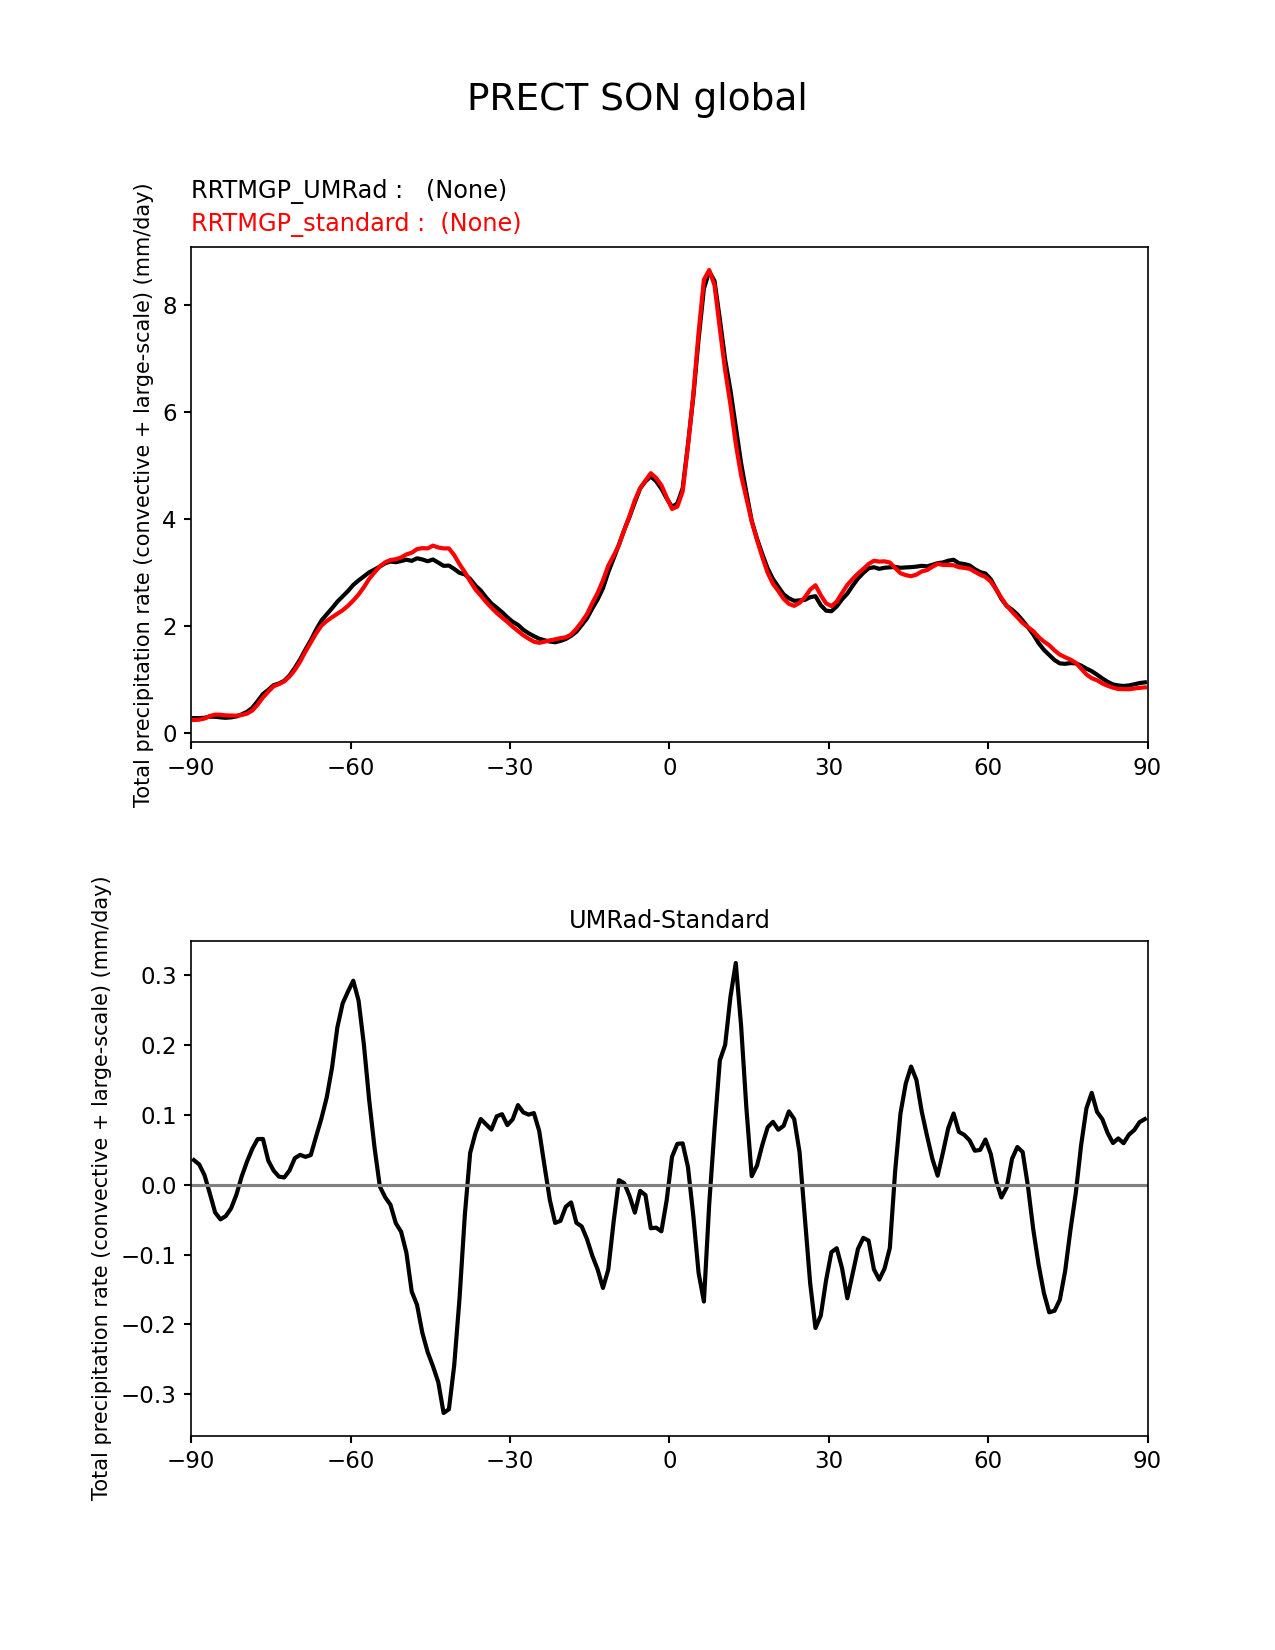 PRECT SON global
RRTMGP_UMRad :   (None)
RRTMGP_standard :  (None)
Total precipitation rate (convective + large-scale) (mm/day)
8
6
4
2
0
−90 −60 −30 0 30 60 90
UMRad-Standard
Total precipitation rate (convective + large-scale) (mm/day)
0.3
0.2
0.1
0.0
−0.1
−0.2
−0.3
−90 −60 −30 0 30 60 90